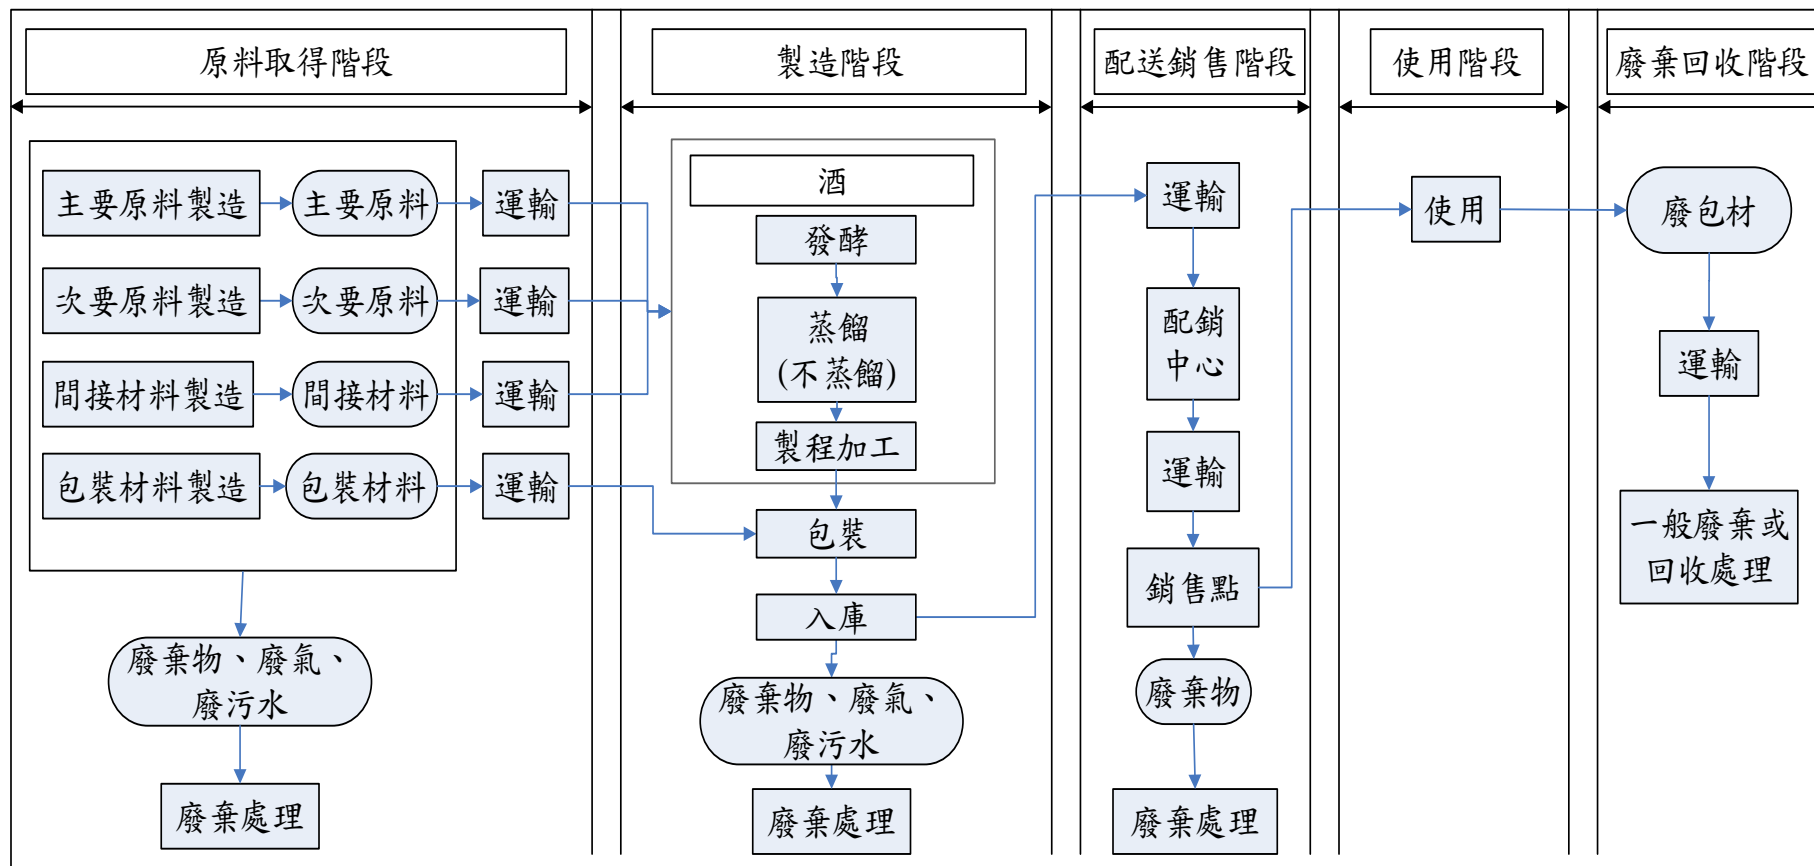 原料取得階段
主要原料製造
主要原料
運輸
次要原料製造
次要原料
運輸
間接材料製造
間接材料
運輸
包裝材料製造
包裝材料
運輸
廢棄物、廢氣、
廢污水
廢棄處理
製造階段
酒
發酵
蒸餾
(不蒸餾)
製程加工
包裝
入庫
廢棄物、廢氣、
廢污水
廢棄處理
配送銷售階段
運輸
配銷
中心
運輸
銷售點
廢棄物
廢棄處理
使用階段
使用
廢棄回收階段
廢包材
運輸
一般廢棄或
回收處理